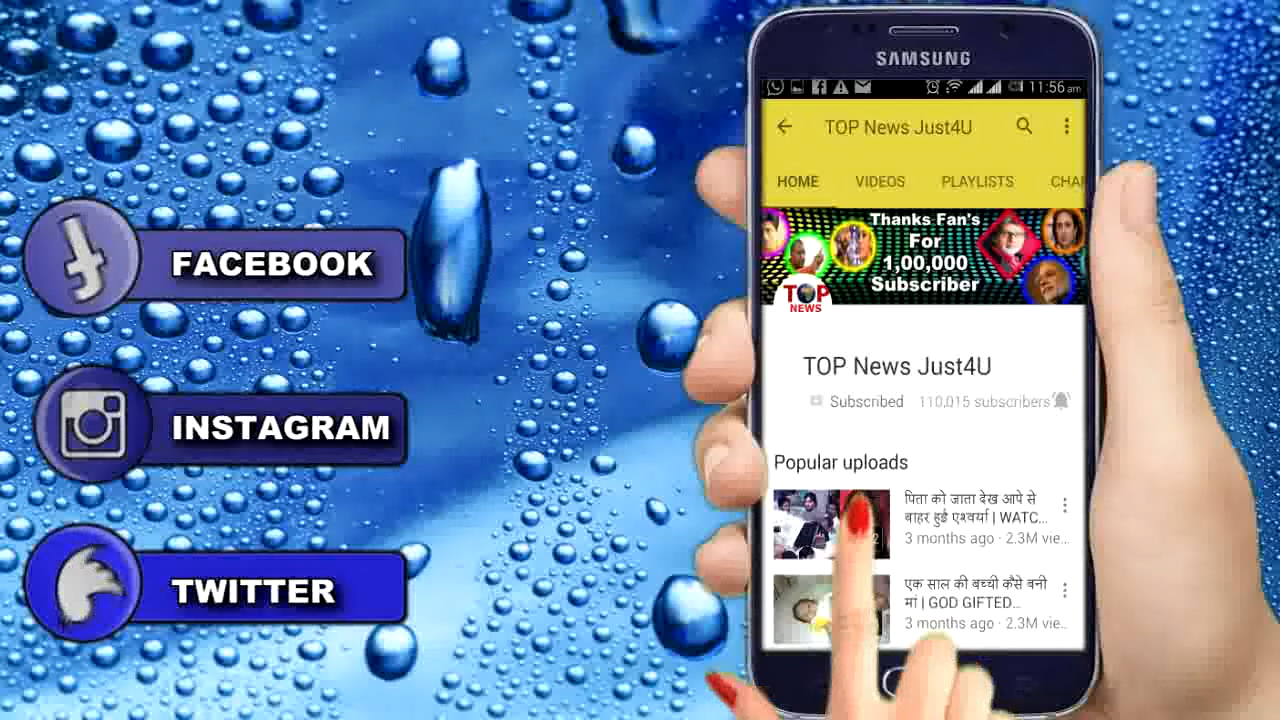 FACEBOOK
INSTAGRAM
TWITTER
SAMSUNG
11:56 am
TOP News Just4U
HOME VIDEOS PLAYLISTS CHA
Thanks Fan's
For
1,00,000
Subscriber
TOP
NEWS
TOP News Just4U
Subscribed 110,015 subscribers
Popular uploads
पिता को जाता देख आपे से
बाहर हुई एश्वर्या | WATC...
3 months ago · 2.3M vie...
एक साल की बच्ची कैसे बनी
मां | GOD GIFTED...
3 months ago · 2.3M vie...